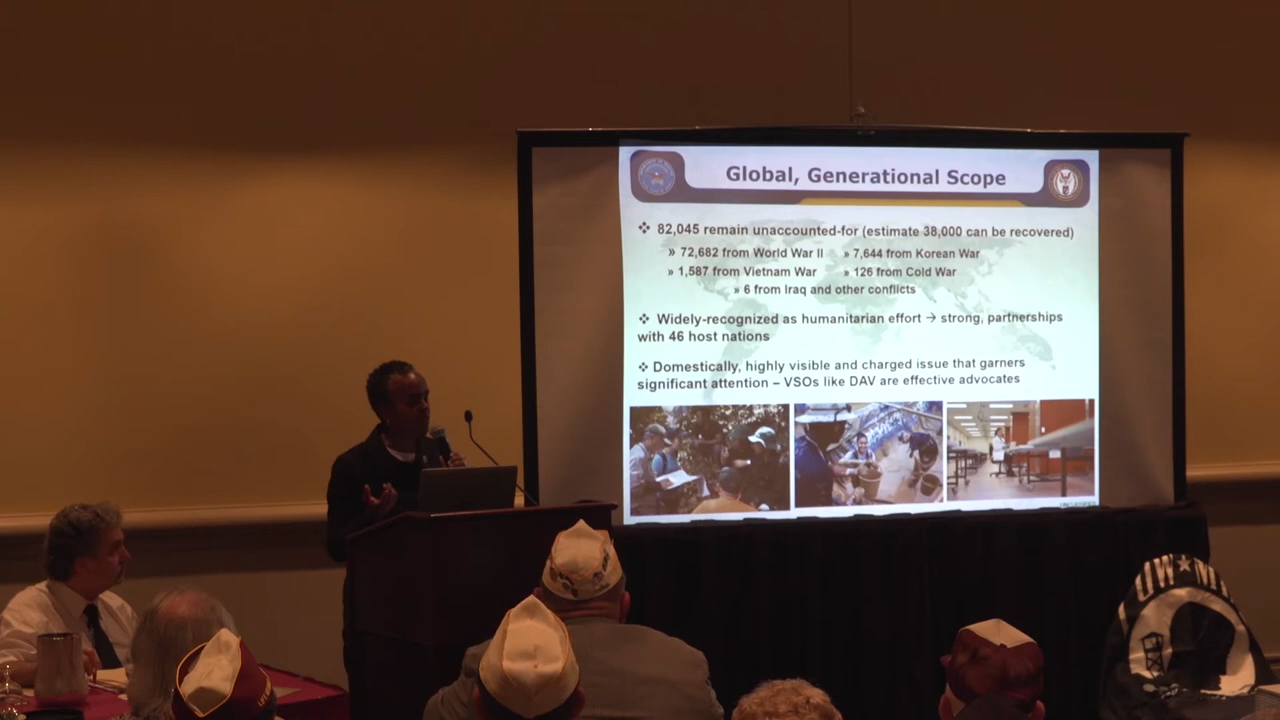 Global, Generational Scope
❖ 82,045 remain unaccounted-for (estimate 38,000 can be recovered)
» 72,682 from World War II » 7,644 from Korean War
» 1,587 from Vietnam War » 126 from Cold War
» 6 from Iraq and other conflicts
❖ Widely-recognized as humanitarian effort → strong, partnerships
with 46 host nations
❖ Domestically, highly visible and charged issue that garners
significant attention – VSOs like DAV are effective advocates
UNCLASSIFIED